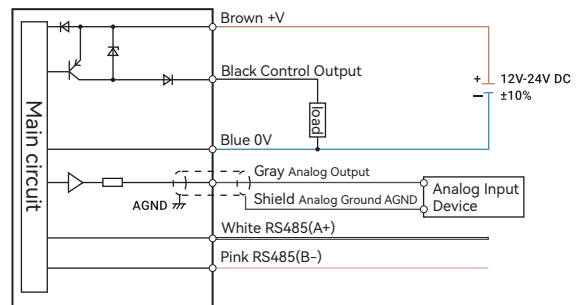 Brown +V
Black Control Output
+ 12V-24V DC
− ±10%
load
Main circuit
Blue 0V
Gray Analog Output
AGND
Shield Analog Ground AGND
Analog Input
Device
White RS485(A+)
Pink RS485(B-)